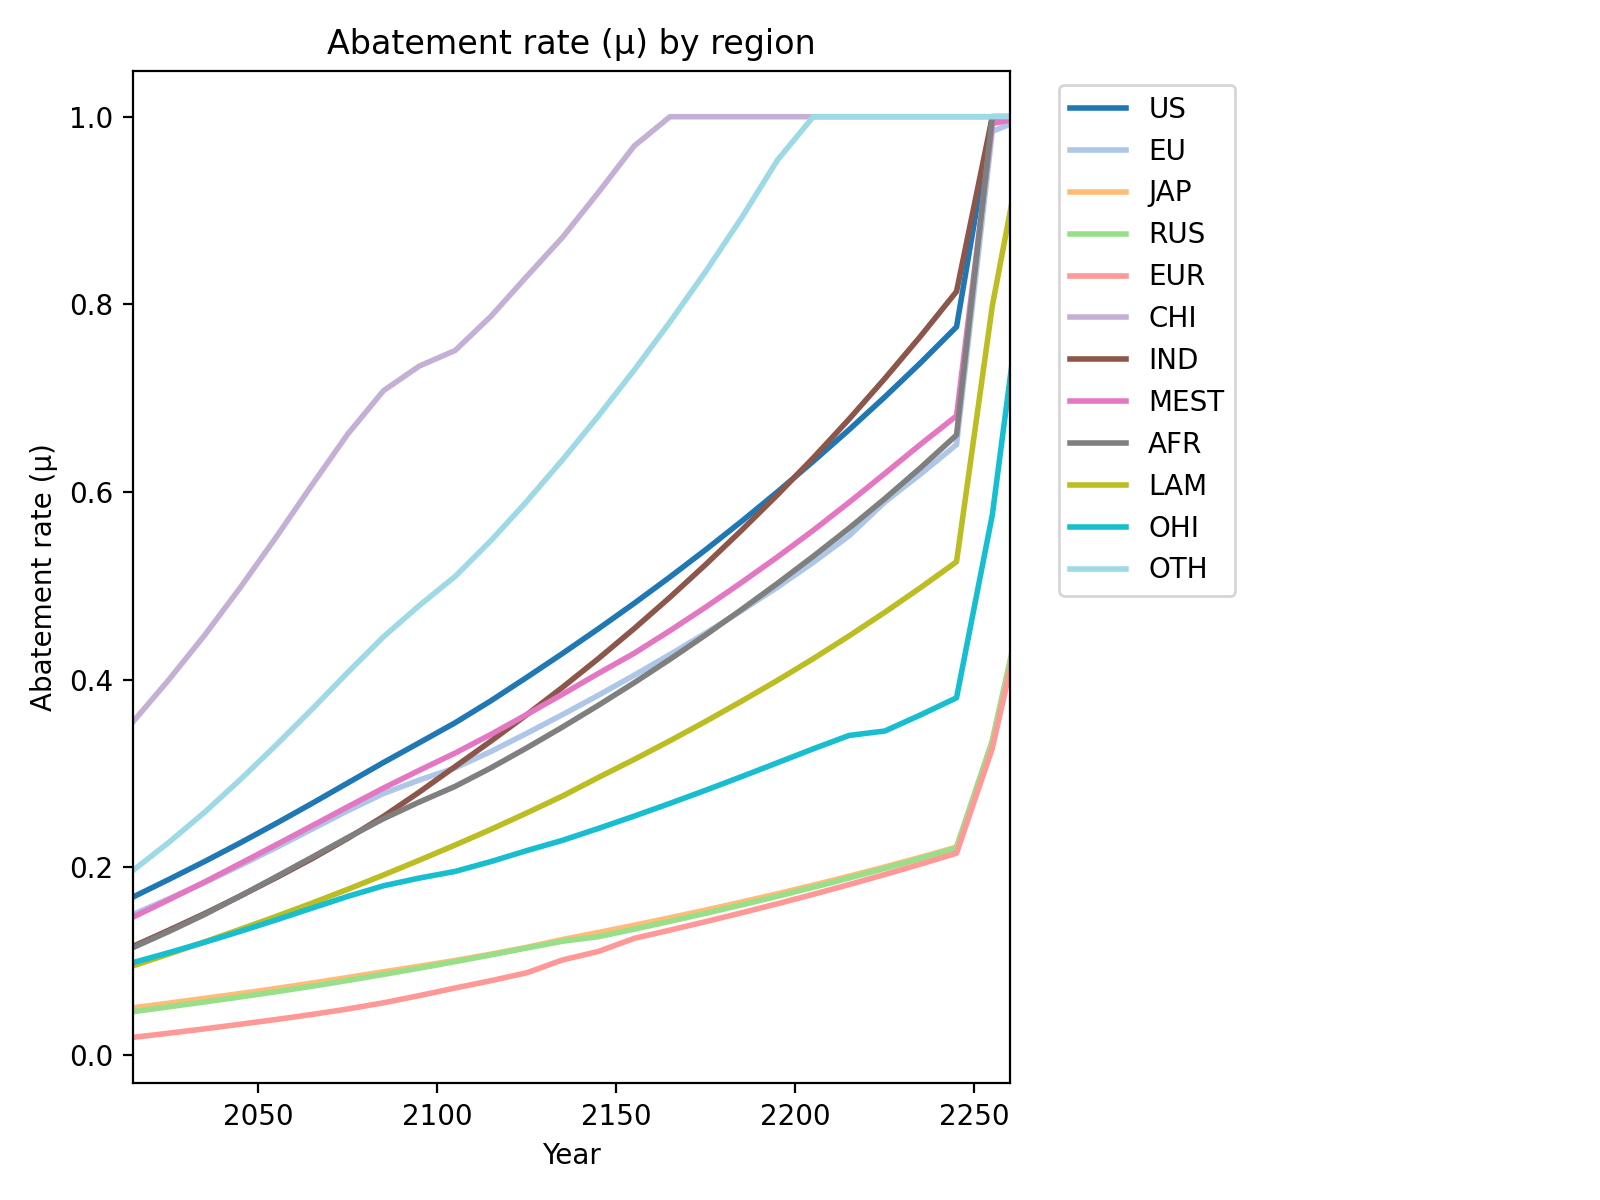 Abatement rate (μ) by region
1.0
0.8
0.6
0.4
0.2
0.0
Abatement rate (μ)
2050 2100 2150 2200 2250
Year
US
EU
JAP
RUS
EUR
CHI
IND
MEST
AFR
LAM
OHI
OTH